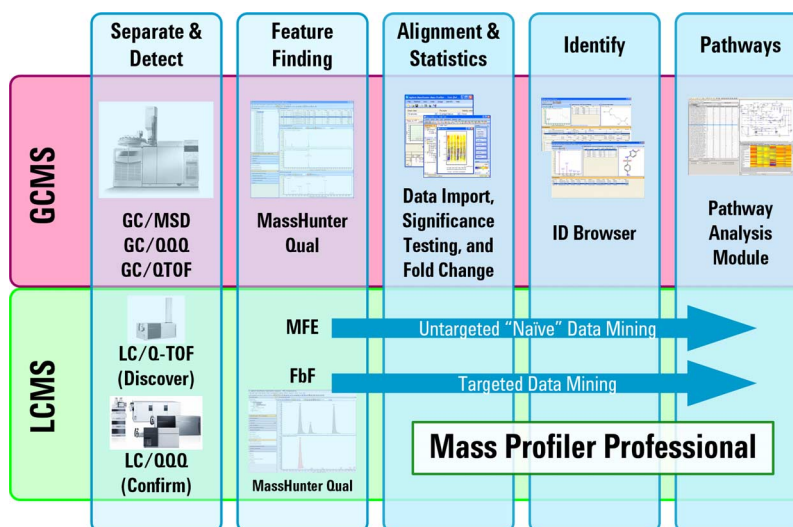 Separate &
Detect
Feature
Finding
Alignment &
Statistics
Identify
Pathways
GCMS
GC/MSD
GC/QQQ
GC/QTOF
MassHunter
Qual
Data Import,
Significance
Testing, and
Fold Change
ID Browser
Pathway
Analysis
Module
LCMS
LC/Q-TOF
(Discover)
LC/QQQ
(Confirm)
MFE
Untargeted “Naïve” Data Mining
FbF
Targeted Data Mining
MassHunter Qual
Mass Profiler Professional